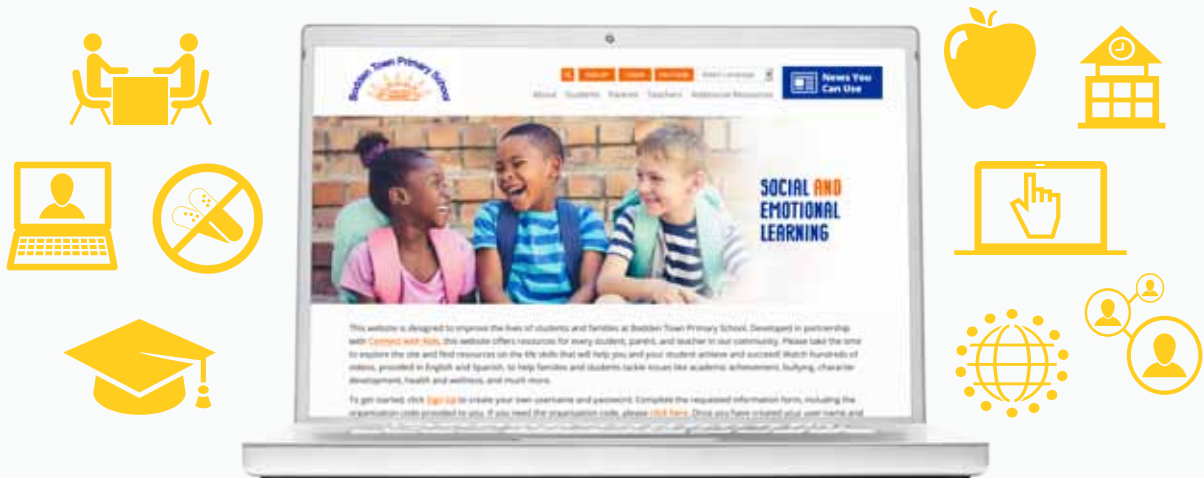 Bodden Town Primary School
SIGN UP LOGIN Select Language
News You
Can Use
About Students Parents Teachers Additional Resources
SOCIAL AND
EMOTIONAL
LEARNING
This website is designed to improve the lives of students and families at Bodden Town Primary School. Developed in partnership
with Connect with Kids, this website offers resources for every student, parent, and teacher in our community. Please take the time
to explore the site and find resources on the life skills that will help you and your student achieve and succeed! Watch hundreds of
videos, provided in English and Spanish, to help families and students tackle issues like academic achievement, bullying, character
development, health and wellness, and much more.
To get started, click Sign Up to create your own username and password. Complete the requested information form, including the
organization code provided to you. If you need the organization code, please click here. Once you have created your user name and